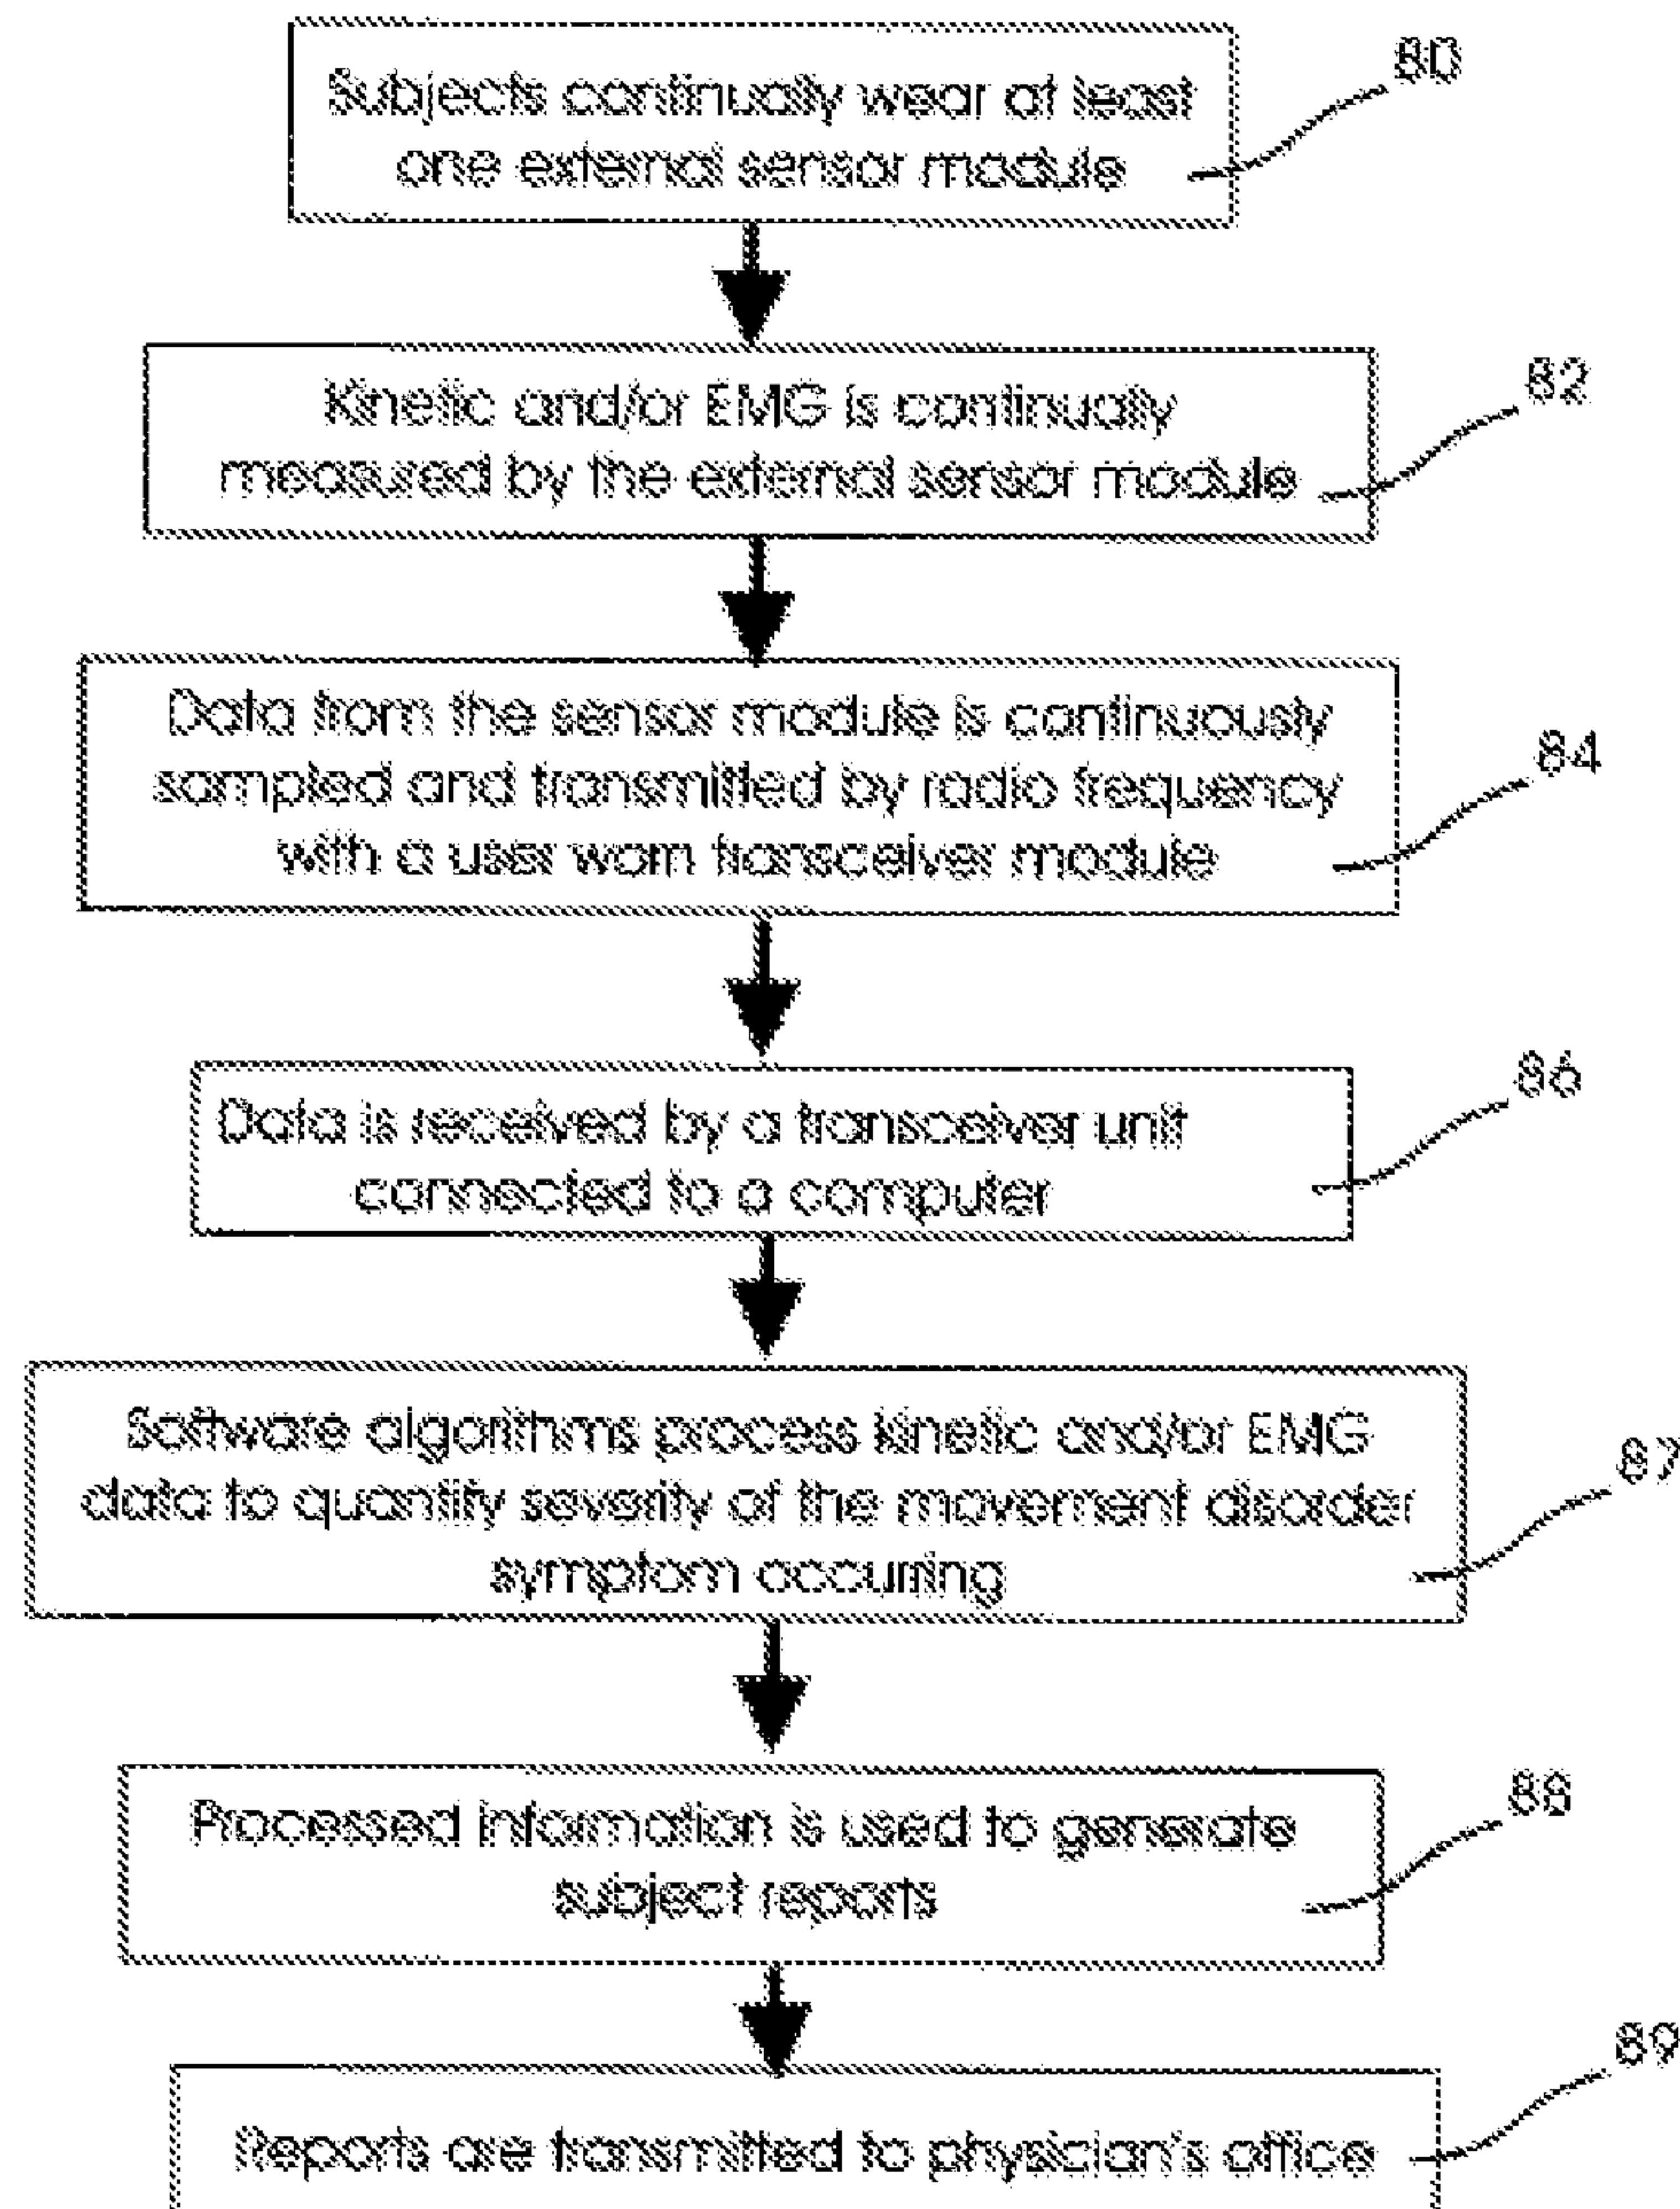 Subjects continually wear at least
one external sensor module
80
Kinetic and/or EMG is continually
measured by the external sensor module
82
Data from the sensor module is continuously
sampled and transmitted by radio frequency
with a user worn transceiver module
84
Data is received by a transceiver unit
connected to a computer
86
Software algorithms process kinetic and/or EMG
data to quantify severity of the movement disorder
symptom occurring
87
Processed information is used to generate
subject reports
88
Reports are transmitted to physician's office
89